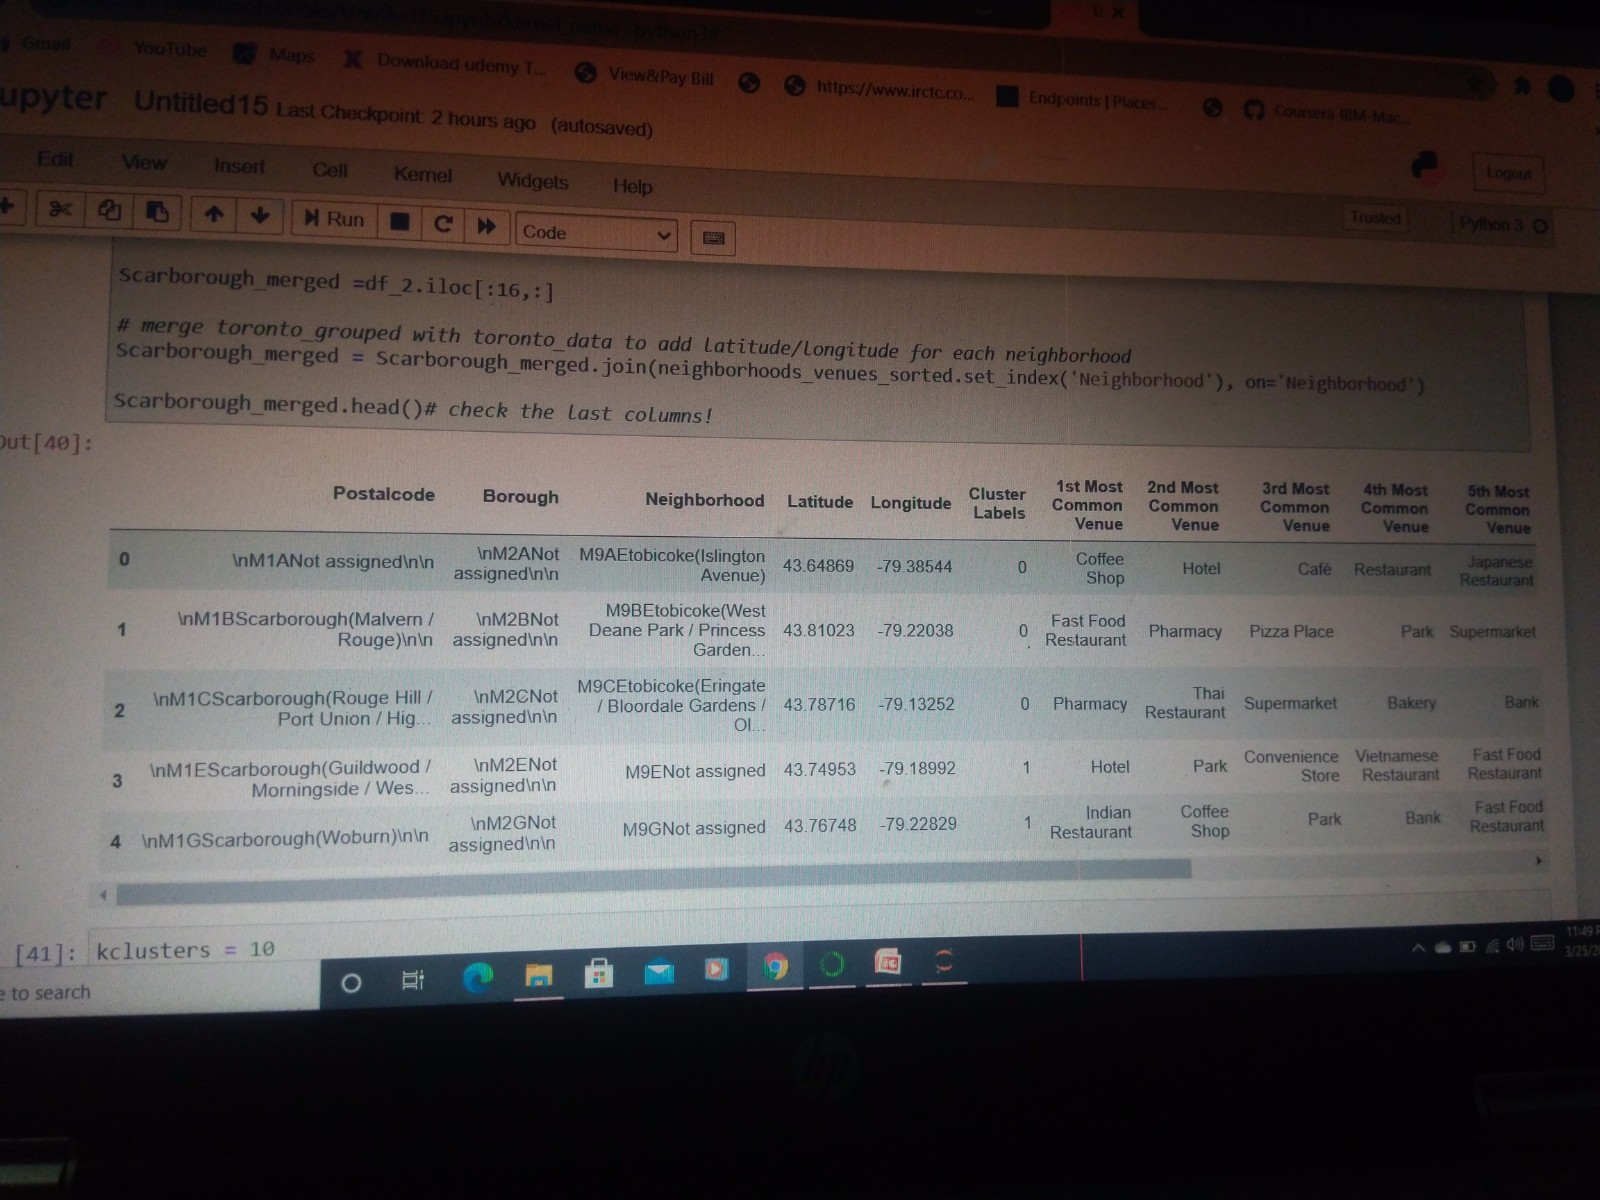 Gmail YouTube Maps Download udemy T... View&Pay Bill https://www.irctc.co... Endpoints | Places... Coursera-IBM-Mac...
upyter Untitled15 Last Checkpoint: 2 hours ago (autosaved)
Edit View Insert Cell Kernel Widgets Help
Logout
Run Code
Trusted Python 3
Scarborough_merged =df_2.iloc[:16,:]
# merge toronto_grouped with toronto_data to add latitude/longitude for each neighborhood
Scarborough_merged = Scarborough_merged.join(neighborhoods_venues_sorted.set_index('Neighborhood'), on='Neighborhood')
Scarborough_merged.head()# check the last columns!
Out[40]:
Postalcode Borough Neighborhood Latitude Longitude Cluster Labels 1st Most Common Venue 2nd Most Common Venue 3rd Most Common Venue 4th Most Common Venue 5th Most Common Venue
0 \nM1ANot assigned\n\n \nM2ANot assigned\n\n M9AEtobicoke(Islington Avenue) 43.64869 -79.38544 0 Coffee Shop Hotel Café Restaurant Japanese Restaurant
1 \nM1BScarborough(Malvern / Rouge)\n\n \nM2BNot assigned\n\n M9BEtobicoke(West Deane Park / Princess Garden... 43.81023 -79.22038 0 Fast Food Restaurant Pharmacy Pizza Place Park Supermarket
2 \nM1CScarborough(Rouge Hill / Port Union / Hig... \nM2CNot assigned\n\n M9CEtobicoke(Eringate / Bloordale Gardens / Ol... 43.78716 -79.13252 0 Pharmacy Thai Restaurant Supermarket Bakery Bank
3 \nM1EScarborough(Guildwood / Morningside / Wes... \nM2ENot assigned\n\n M9ENot assigned 43.74953 -79.18992 1 Hotel Park Convenience Store Vietnamese Restaurant Fast Food Restaurant
4 \nM1GScarborough(Woburn)\n\n \nM2GNot assigned\n\n M9GNot assigned 43.76748 -79.22829 1 Indian Restaurant Coffee Shop Park Bank Fast Food Restaurant
[41]: kclusters = 10
e to search
11:49 P
3/25/2
hp